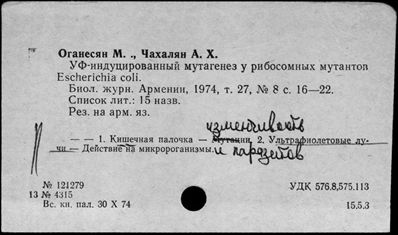 Оганесян М. ., Чахалян А. Х.
УФ-индуцированный мутагенез у рибосомных мутантов
Escherichia coli.
Биол. журн. Армении, 1974, т. 27, № 8 с. 16—22.
Список лит.: 15 назв.
Рез. на арм. яз.
изменчивость
— — 1. Кишечная палочка — Мутации, 2. Ультрафиолетовые лу-
чи — Действие на микроорганизмы. и паразитов
№ 121279
УДК 576.8,575.113
13 № 4315
Вс. кн. пал. 30 X 74
15.5.3